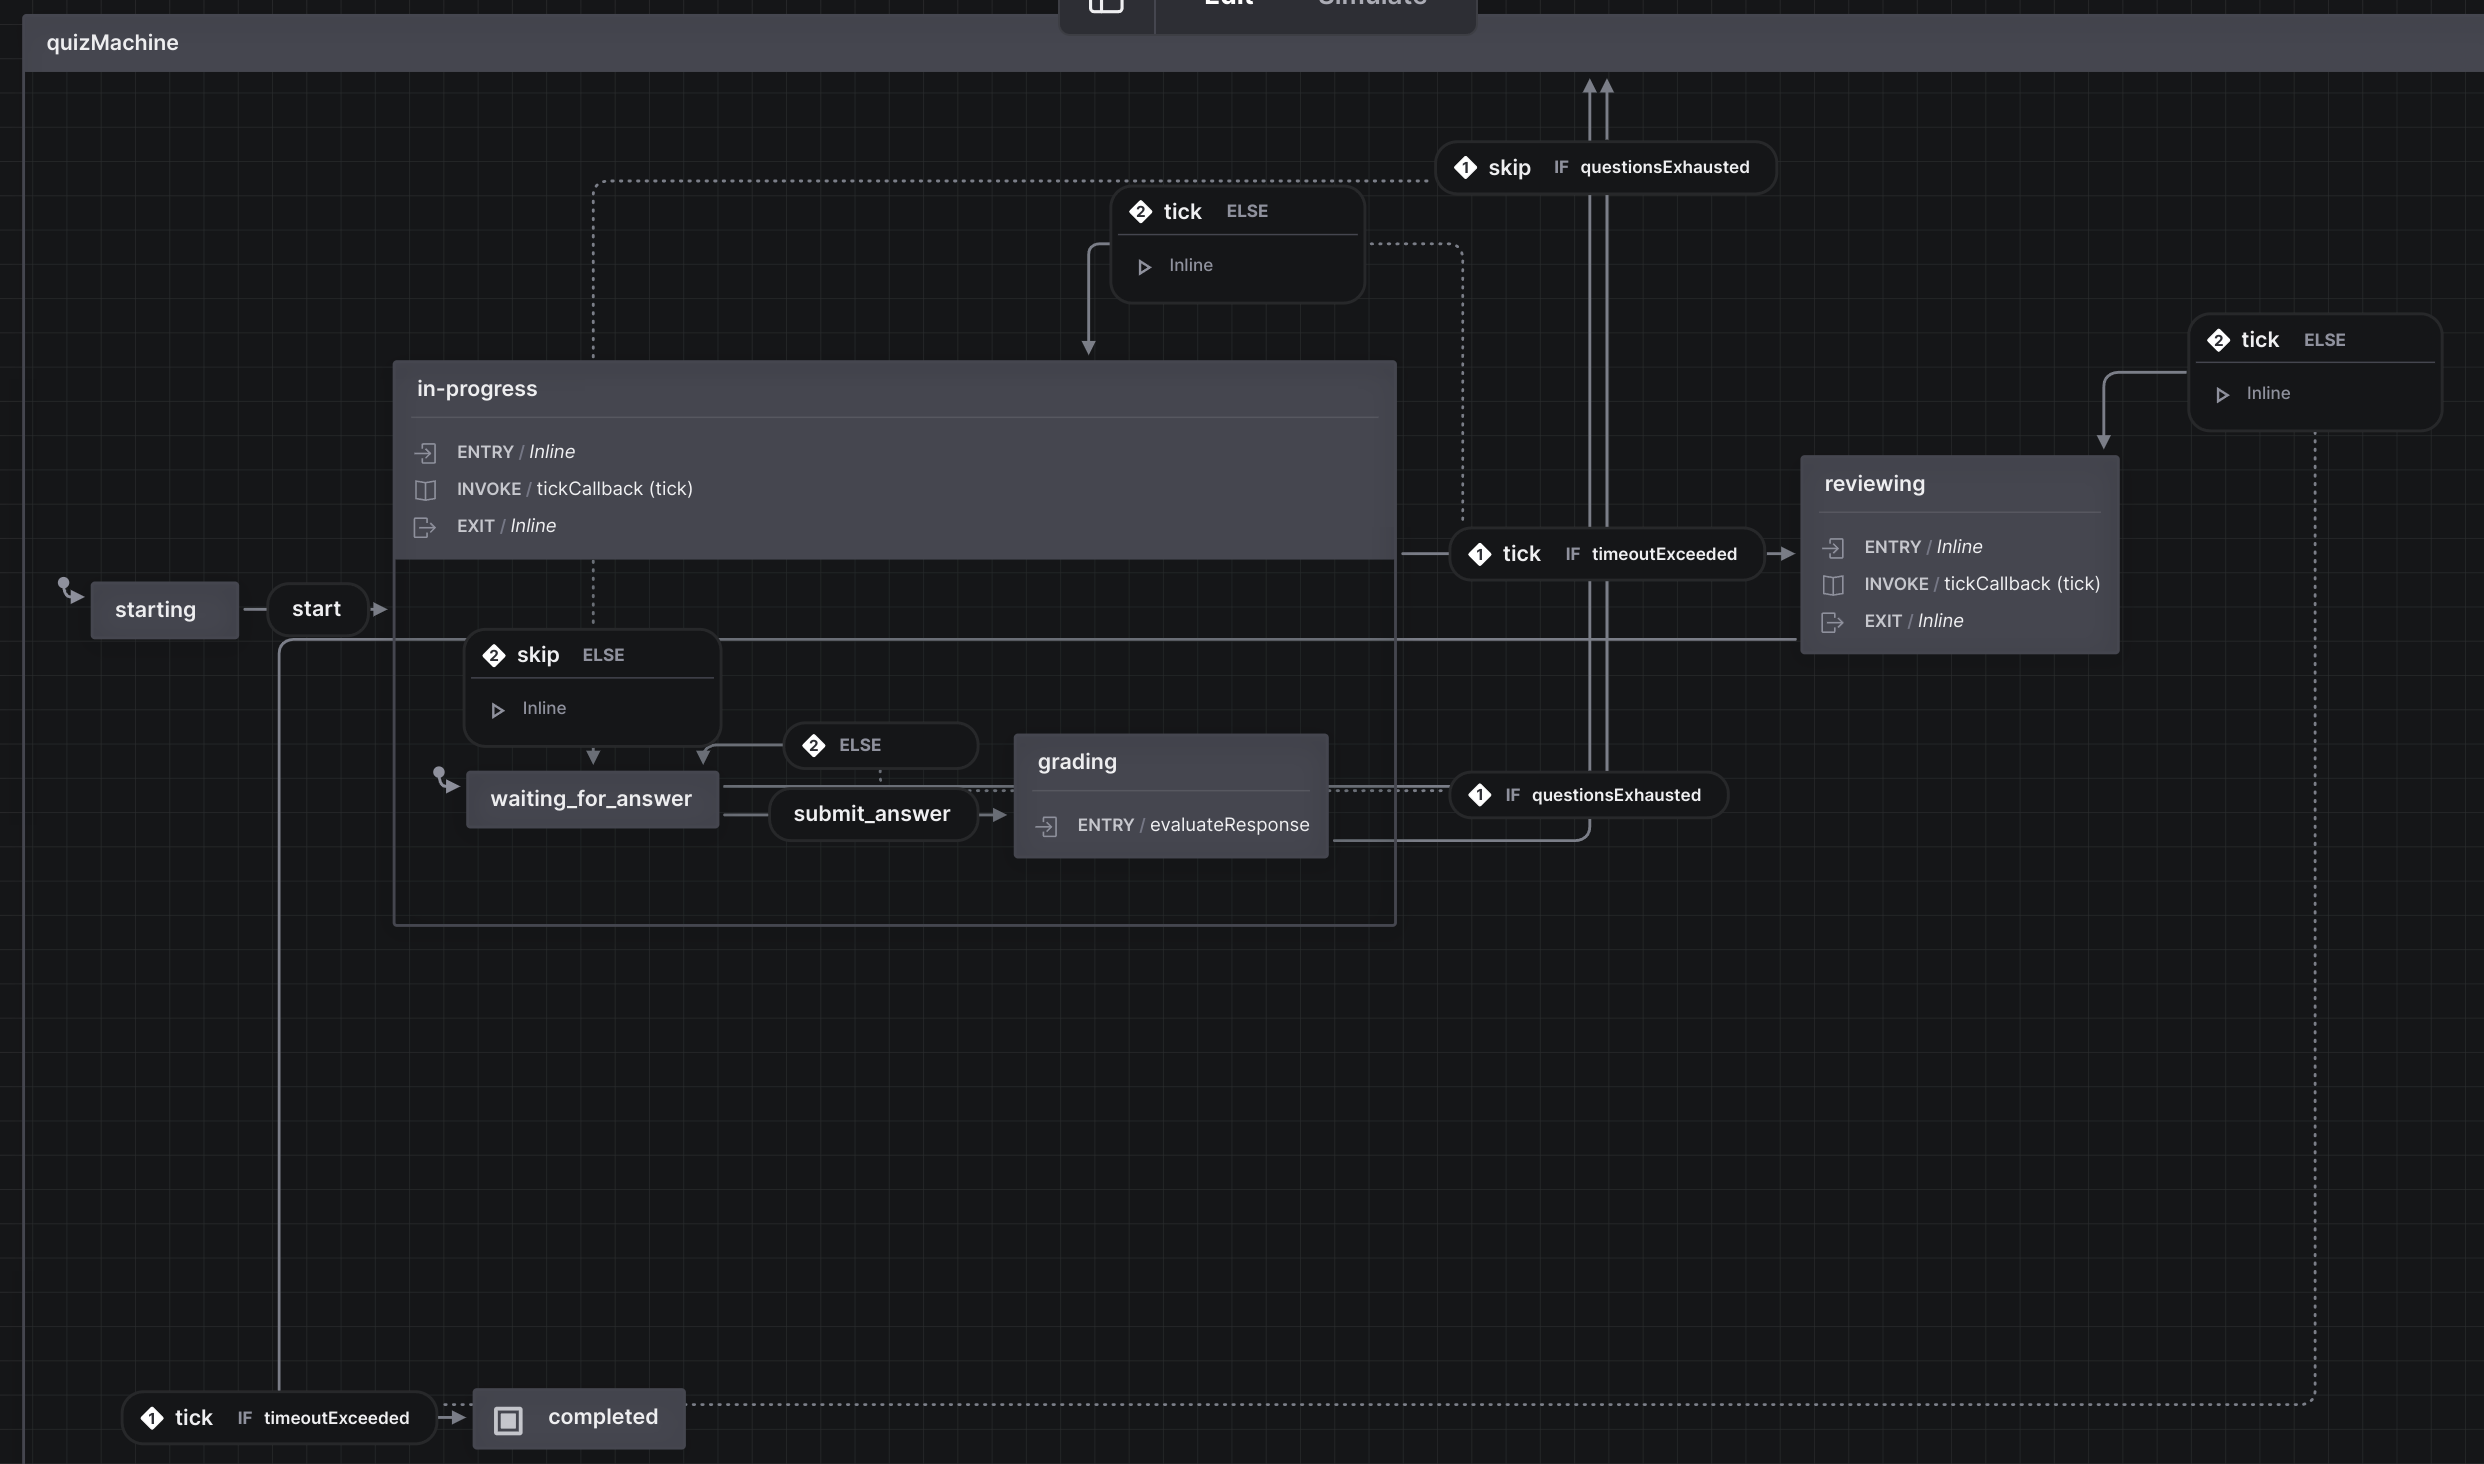 Edit Simulate
quizMachine
1 skip IF questionsExhausted
2 tick ELSE
Inline
2 tick ELSE
Inline
in-progress
ENTRY / Inline
INVOKE / tickCallback (tick)
EXIT / Inline
reviewing
ENTRY / Inline
INVOKE / tickCallback (tick)
EXIT / Inline
1 tick IF timeoutExceeded
starting
start
2 skip ELSE
Inline
2 ELSE
waiting_for_answer
submit_answer
grading
ENTRY / evaluateResponse
1 IF questionsExhausted
1 tick IF timeoutExceeded
completed